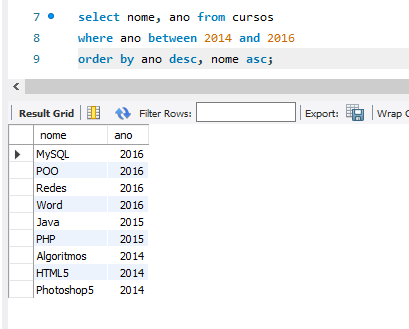 7 select nome, ano from cursos
8 where ano between 2014 and 2016
9 order by ano desc, nome asc;
Result Grid Filter Rows: Export: Wrap C
nome ano
MySQL 2016
POO 2016
Redes 2016
Word 2016
Java 2015
PHP 2015
Algoritmos 2014
HTML5 2014
Photoshop5 2014